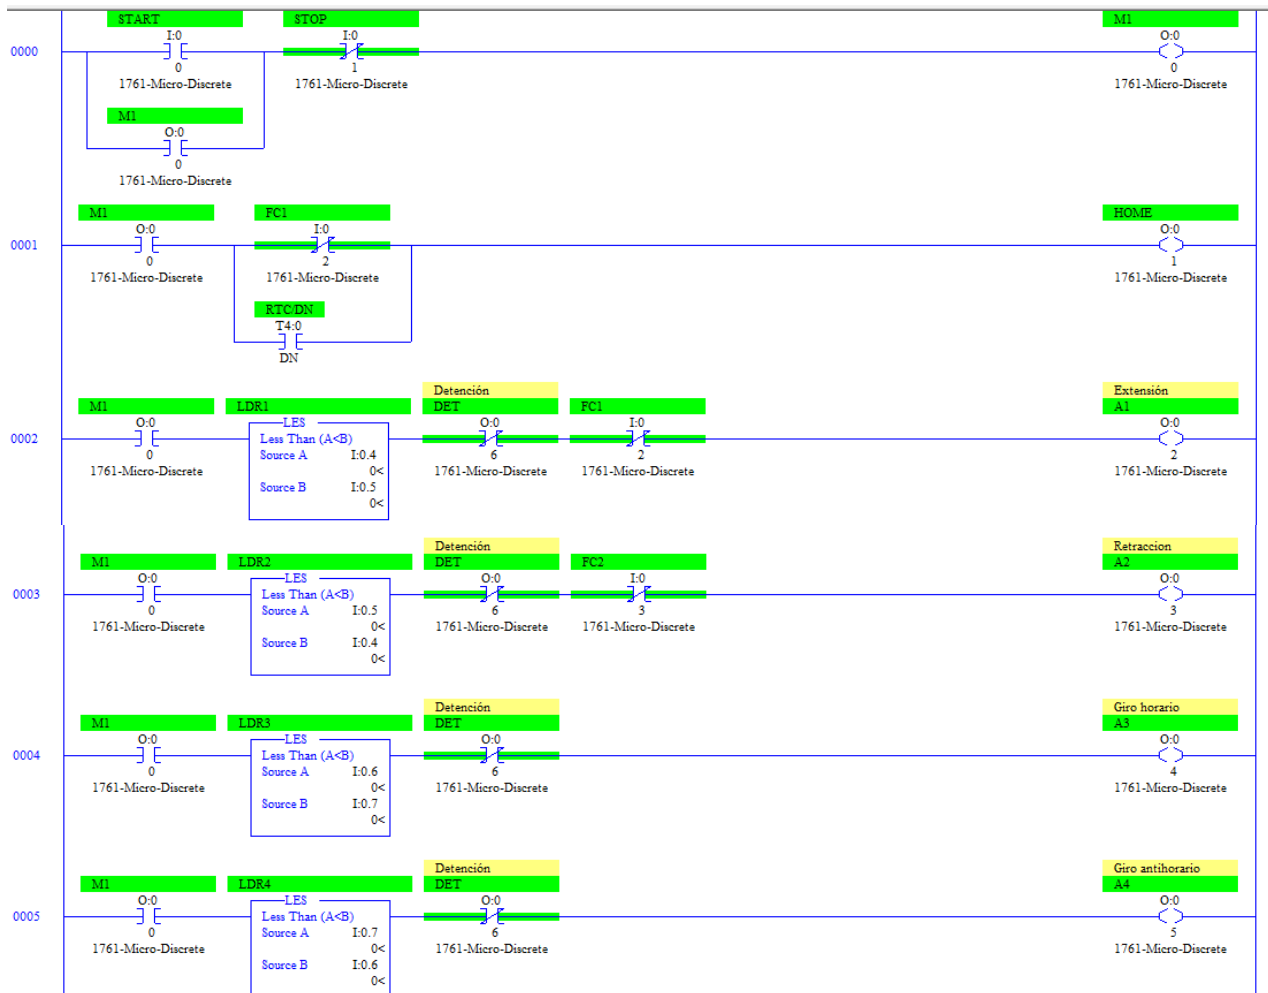 START STOP M1
I:0 I:0 O:0
0000
0 1 0
1761-Micro-Discrete 1761-Micro-Discrete 1761-Micro-Discrete
M1
O:0
0
1761-Micro-Discrete
M1 FC1 HOME
O:0 I:0 O:0
0001
0 2 1
1761-Micro-Discrete 1761-Micro-Discrete 1761-Micro-Discrete
RTC/DN
T4:0
DN
Detención Extensión
M1 LDR1 DET FC1 A1
O:0 LES O:0 I:0 O:0
0002 Less Than (A<B)
0 Source A I:0.4 6 2 2
1761-Micro-Discrete 0< 1761-Micro-Discrete 1761-Micro-Discrete 1761-Micro-Discrete
Source B I:0.5
0<
Detención Retraccion
M1 LDR2 DET FC2 A2
O:0 LES O:0 I:0 O:0
0003 Less Than (A<B)
0 Source A I:0.5 6 3 3
1761-Micro-Discrete 0< 1761-Micro-Discrete 1761-Micro-Discrete 1761-Micro-Discrete
Source B I:0.4
0<
Detención Giro horario
M1 LDR3 DET A3
O:0 LES O:0 O:0
0004 Less Than (A<B)
0 Source A I:0.6 6 4
1761-Micro-Discrete 0< 1761-Micro-Discrete 1761-Micro-Discrete
Source B I:0.7
0<
Detención Giro antihorario
M1 LDR4 DET A4
O:0 LES O:0 O:0
0005 Less Than (A<B)
0 Source A I:0.7 6 5
1761-Micro-Discrete 0< 1761-Micro-Discrete 1761-Micro-Discrete
Source B I:0.6
0<